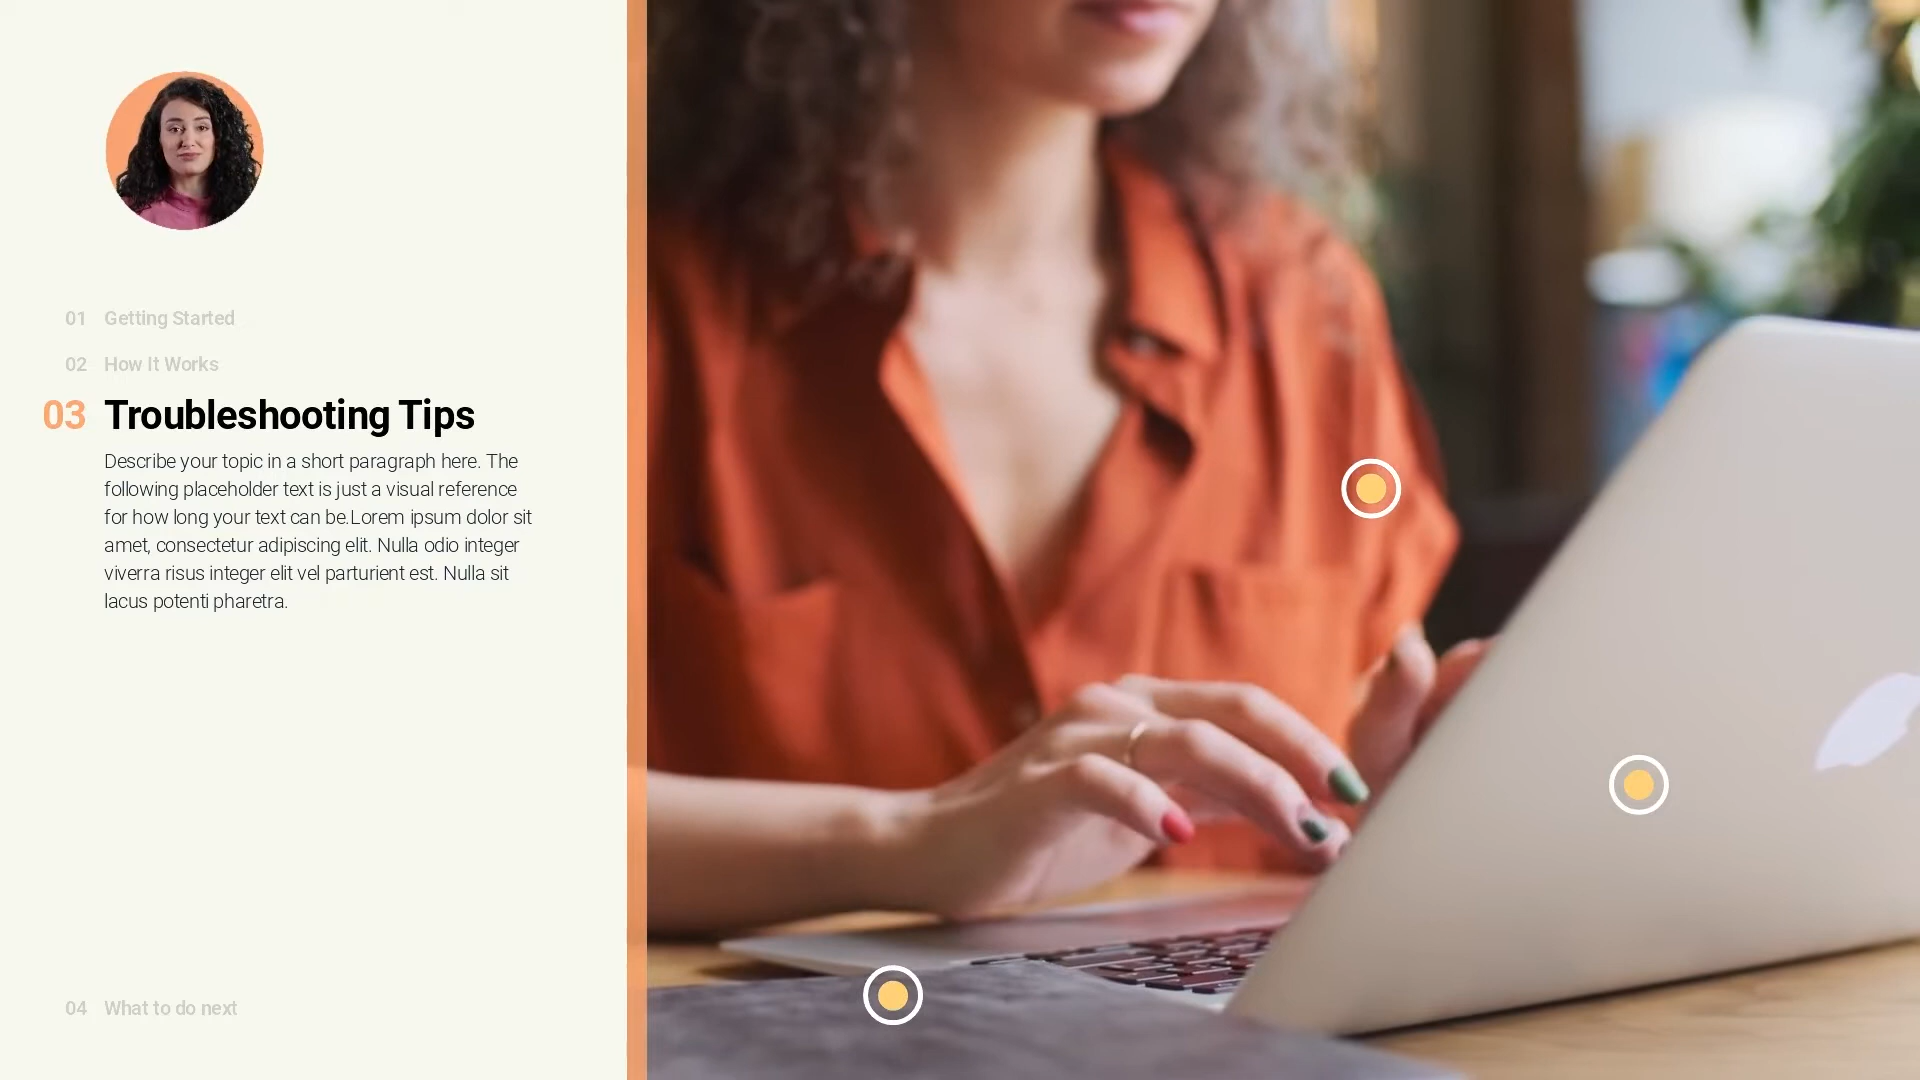 01 Getting Started
02 How It Works
03 Troubleshooting Tips
Describe your topic in a short paragraph here. The
following placeholder text is just a visual reference
for how long your text can be.Lorem ipsum dolor sit
amet, consectetur adipiscing elit. Nulla odio integer
viverra risus integer elit vel parturient est. Nulla sit
lacus potenti pharetra.
04 What to do next